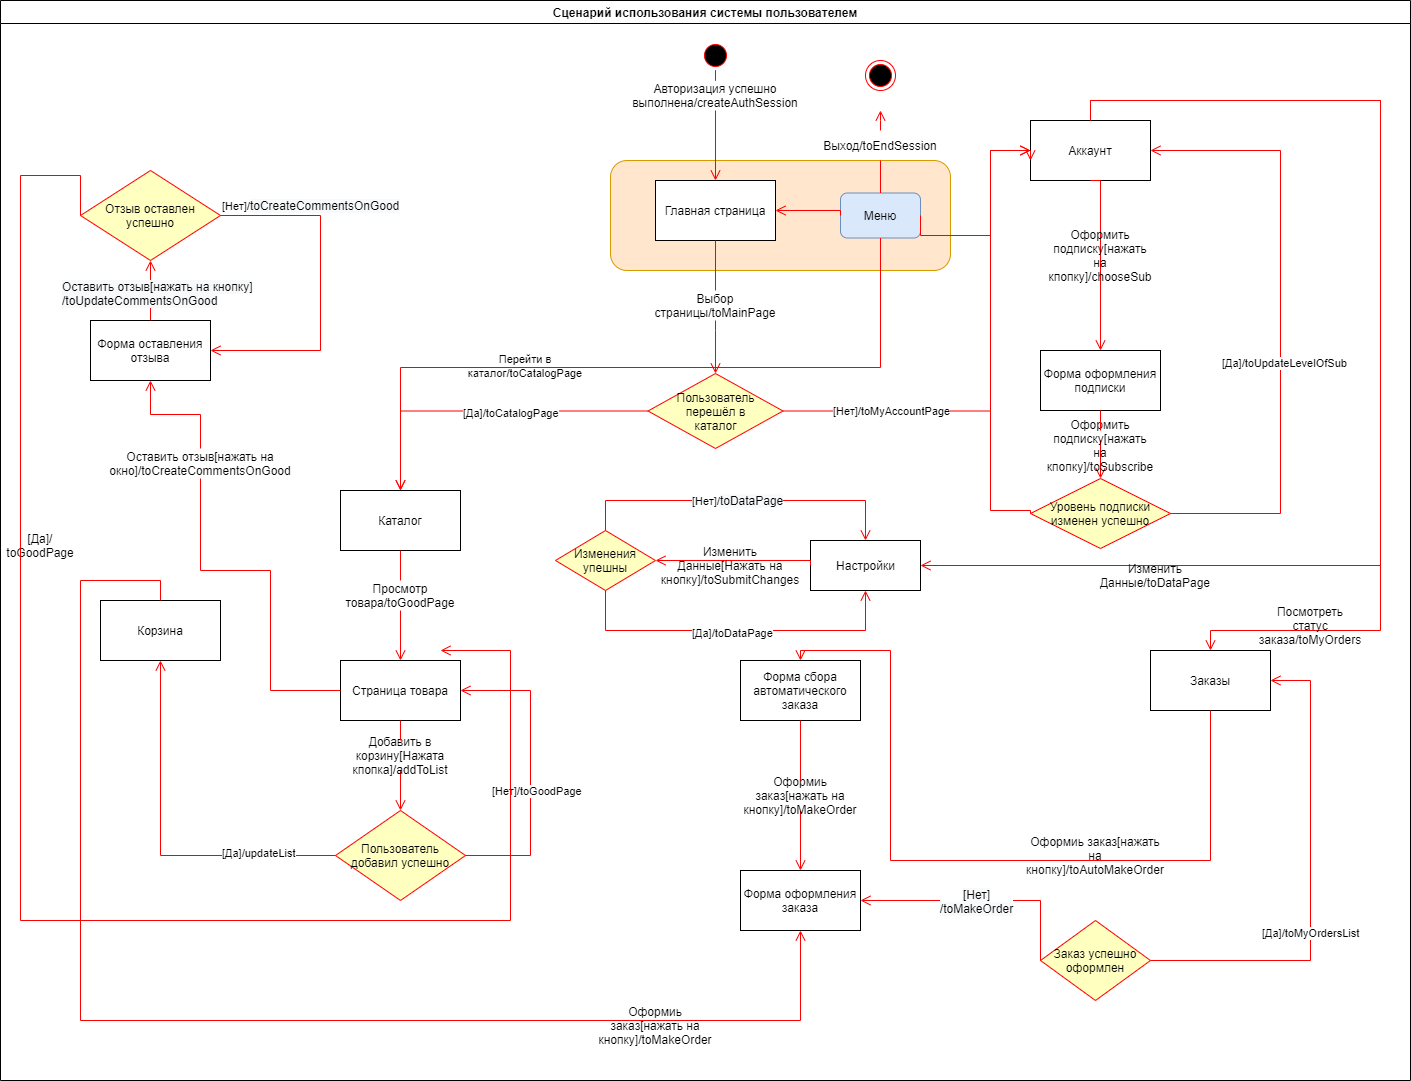 Сценарий использования системы пользователем
Авторизация успешно
выполнена/createAuthSession
Выход/toEndSession
Аккаунт
Главная страница
Меню
Отзыв оставлен
успешно
[Нет]/toCreateCommentsOnGood
Оформить
подписку[нажать
на
кпопку]/chooseSub
Оставить отзыв[нажать на кнопку]
/toUpdateCommentsOnGood
Выбор
страницы/toMainPage
Форма оставления
отзыва
Перейти в
каталог/toCatalogPage
[Да]/toUpdateLevelOfSub
Форма оформления
подписки
Пользователь
перешёл в
каталог
[Да]/toCatalogPage
[Нет]/toMyAccountPage
Оформить
подписку[нажать
на
кпопку]/toSubscribe
Оставить отзыв[нажать на
окно]/toCreateCommentsOnGood
Уровень подписки
изменен успешно
Каталог
[Нет]/toDataPage
[Да]/
toGoodPage
Изменения
упешны
Изменить
Данные[Нажать на
кнопку]/toSubmitChanges
Настройки
Изменить
Данные/toDataPage
Просмотр
товара/toGoodPage
Корзина
[Да]/toDataPage
Посмотреть
статус
заказа/toMyOrders
Страница товара
Форма сбора
автоматического
заказа
Заказы
Добавить в
корзину[Нажата
кпопка]/addToList
[Нет]/toGoodPage
Оформиь
заказ[нажать на
кнопку]/toMakeOrder
Пользователь
добавил успешно
[Да]/updateList
Оформиь заказ[нажать
на
кнопку]/toAutoMakeOrder
Форма оформления
заказа
[Нет]
/toMakeOrder
[Да]/toMyOrdersList
Заказ успешно
оформлен
Оформиь
заказ[нажать на
кнопку]/toMakeOrder